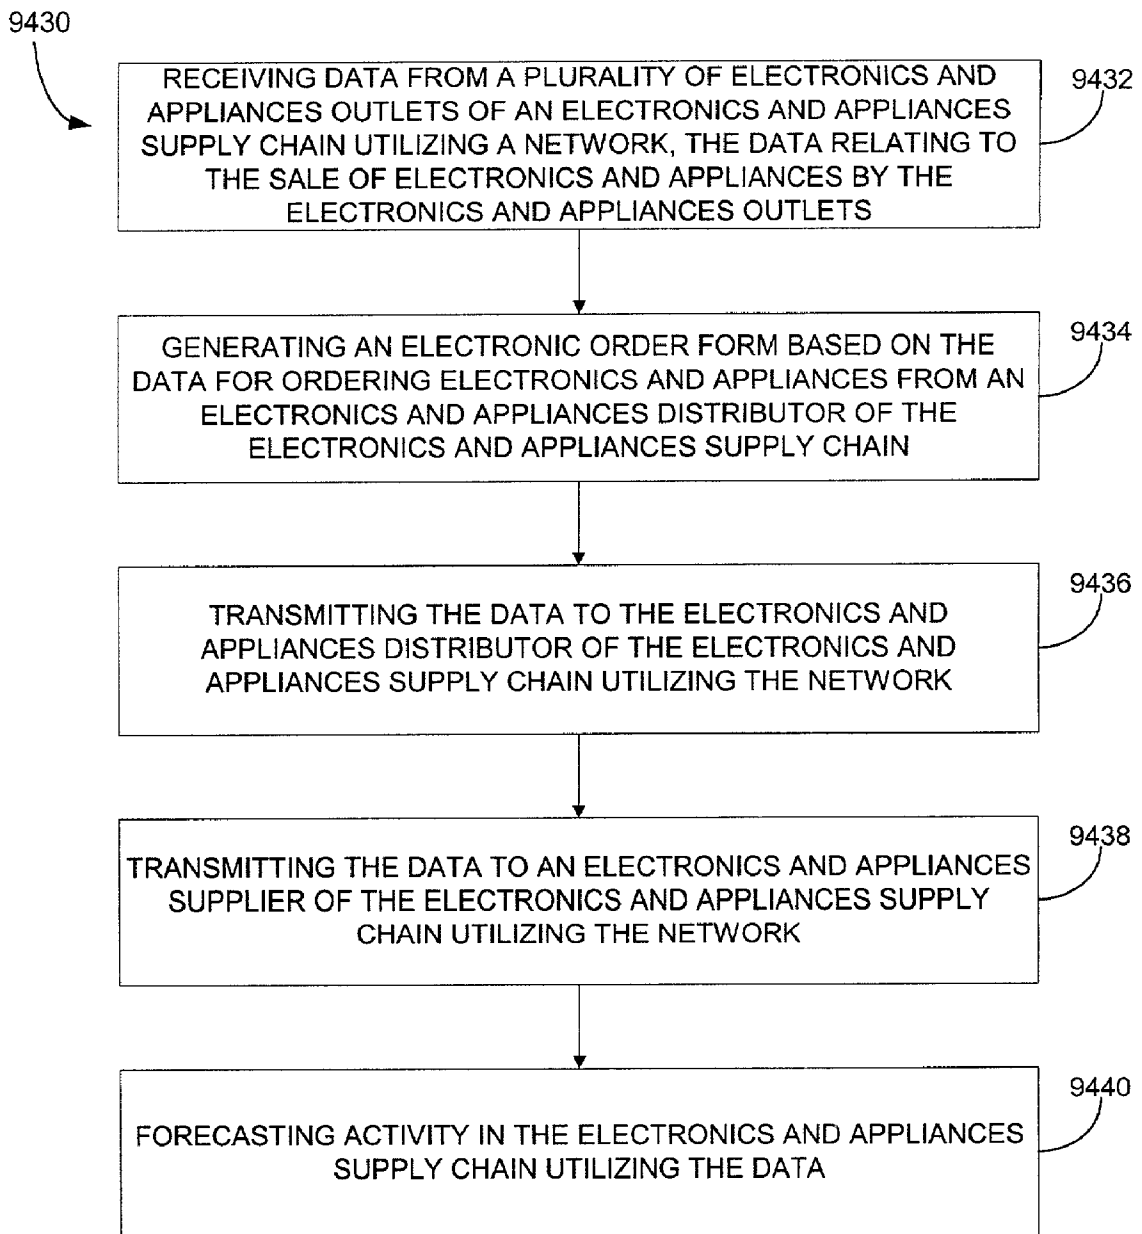 9430
RECEIVING DATA FROM A PLURALITY OF ELECTRONICS AND
APPLIANCES OUTLETS OF AN ELECTRONICS AND APPLIANCES
SUPPLY CHAIN UTILIZING A NETWORK, THE DATA RELATING TO
THE SALE OF ELECTRONICS AND APPLIANCES BY THE
ELECTRONICS AND APPLIANCES OUTLETS
9432
GENERATING AN ELECTRONIC ORDER FORM BASED ON THE
DATA FOR ORDERING ELECTRONICS AND APPLIANCES FROM AN
ELECTRONICS AND APPLIANCES DISTRIBUTOR OF THE
ELECTRONICS AND APPLIANCES SUPPLY CHAIN
9434
TRANSMITTING THE DATA TO THE ELECTRONICS AND
APPLIANCES DISTRIBUTOR OF THE ELECTRONICS AND
APPLIANCES SUPPLY CHAIN UTILIZING THE NETWORK
9436
TRANSMITTING THE DATA TO AN ELECTRONICS AND APPLIANCES
SUPPLIER OF THE ELECTRONICS AND APPLIANCES SUPPLY
CHAIN UTILIZING THE NETWORK
9438
FORECASTING ACTIVITY IN THE ELECTRONICS AND APPLIANCES
SUPPLY CHAIN UTILIZING THE DATA
9440